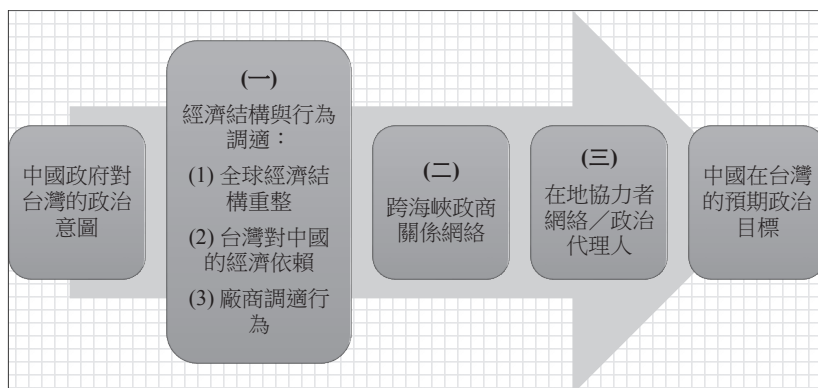 中國政府對
台灣的政治
意圖
(一)
經濟結構與行為
調適：
(1) 全球經濟結
構重整
(2) 台灣對中國
的經濟依賴
(3) 廠商調適行
為
(二)
跨海峽政商
關係網絡
(三)
在地協力者
網絡／政治
代理人
中國在台灣
的預期政治
目標